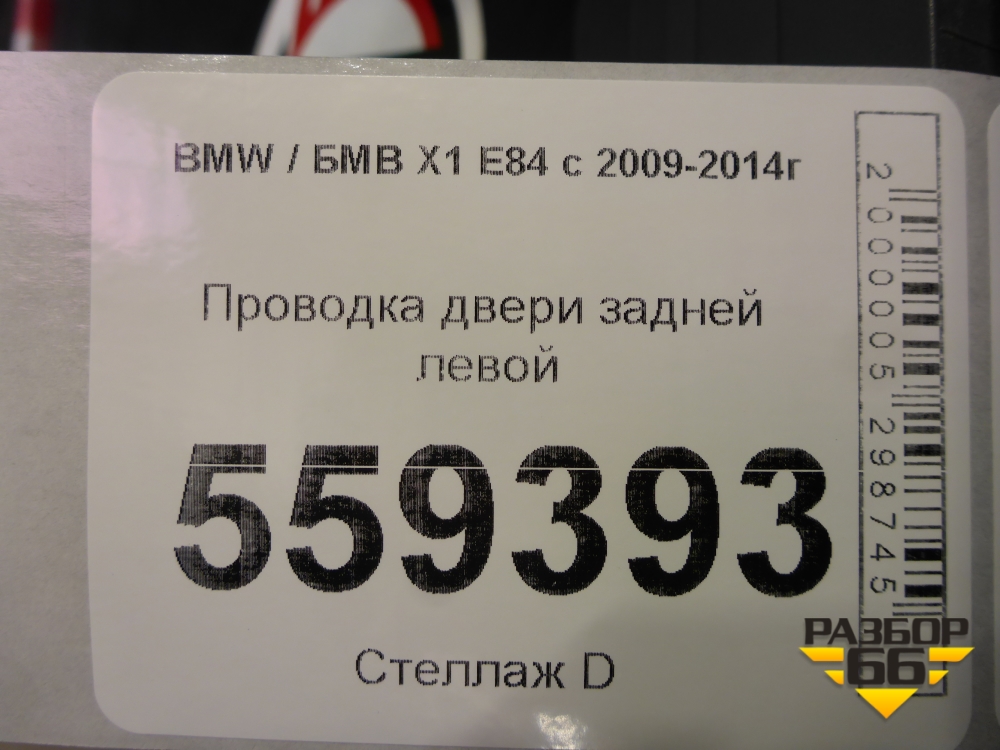 BMW / БМВ X1 E84 с 2009-2014г
Проводка двери задней
левой
559393
Стеллаж D
2000005298745
РАЗБОР
66